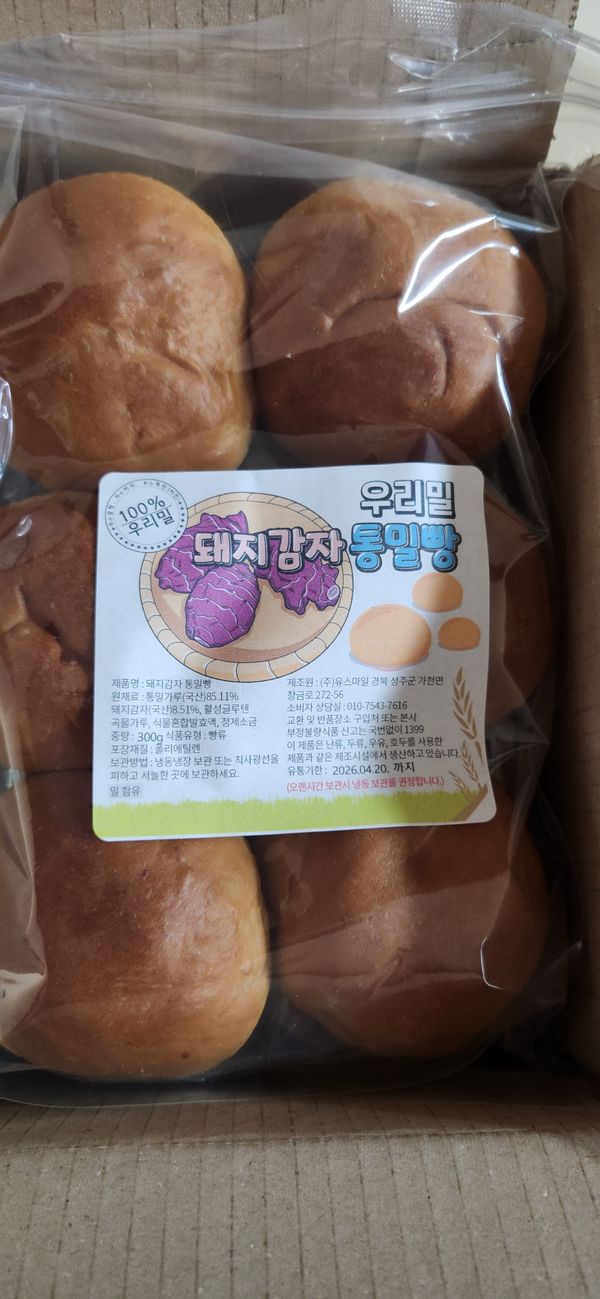 100%
우리밀
우리밀
돼지감자 통밀빵
제품명 : 돼지감자 통밀빵
원재료 : 통밀가루(국산)85.11%
돼지감자(국산)8.51%, 활성글루텐
곡물가루, 식물혼합발효액, 정제소금
중량 : 300g 식품유형 : 빵류
포장재질 : 폴리에틸렌
보관방법 : 냉동냉장 보관 또는 직사광선을
피하고 서늘한 곳에 보관하세요.
밀 함유
제조원 : (주)유스마일 경북 성주군 가천면
창금로 272-56
소비자 상담실 : 010-7543-7616
교환 및 반품장소 구입처 또는 본사
부정불량식품 신고는 국번없이 1399
이 제품은 난류, 두류, 우유, 호두를 사용한
제품과 같은 제조시설에서 생산하고 있습니다.
유통기한 : 2026.04.20. 까지
(오랜시간 보관시 냉동 보관을 권장합니다.)